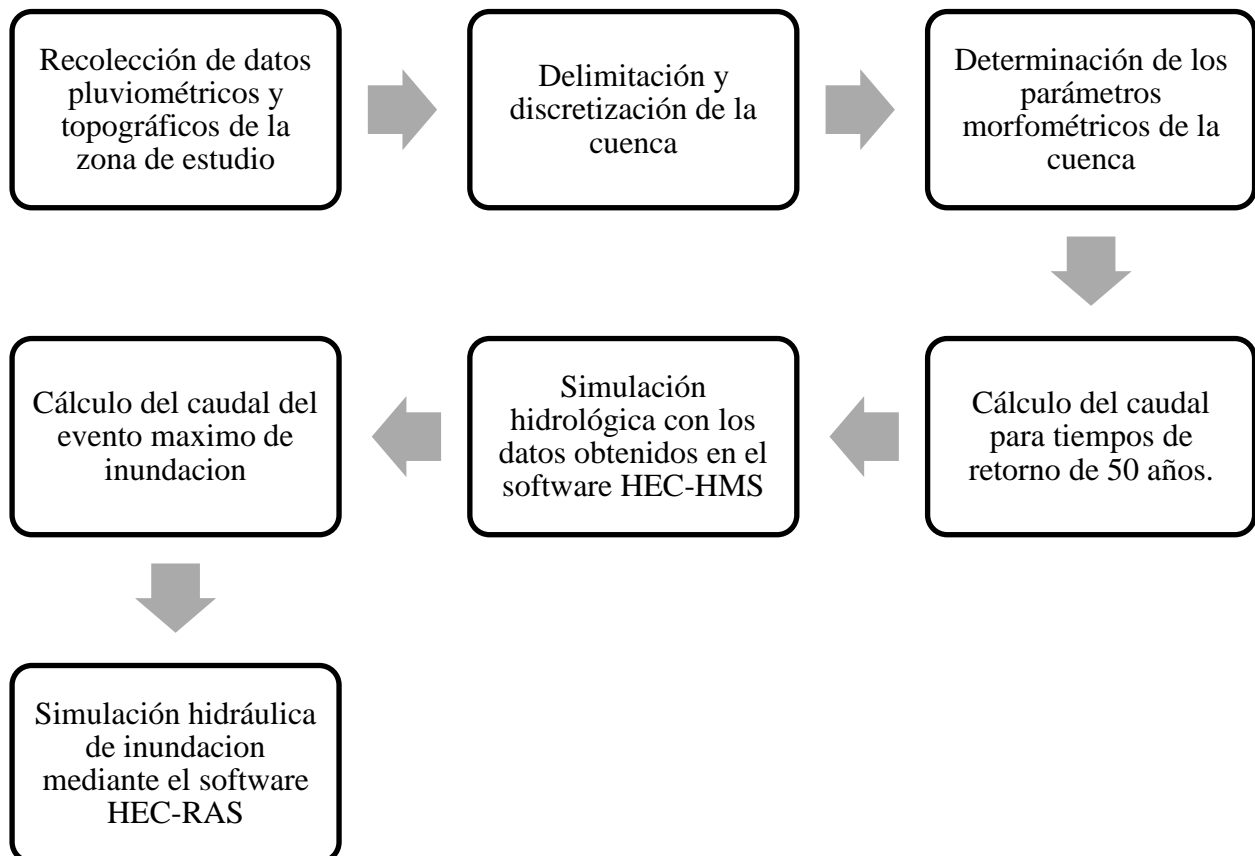 Recolección de datos
pluviométricos y
topográficos de la
zona de estudio
Delimitación y
discretización de la
cuenca
Determinación de los
parámetros
morfométricos de la
cuenca
Cálculo del caudal
para tiempos de
retorno de 50 años.
Simulación
hidrológica con los
datos obtenidos en el
software HEC-HMS
Cálculo del caudal del
evento maximo de
inundacion
Simulación hidráulica
de inundacion
mediante el software
HEC-RAS